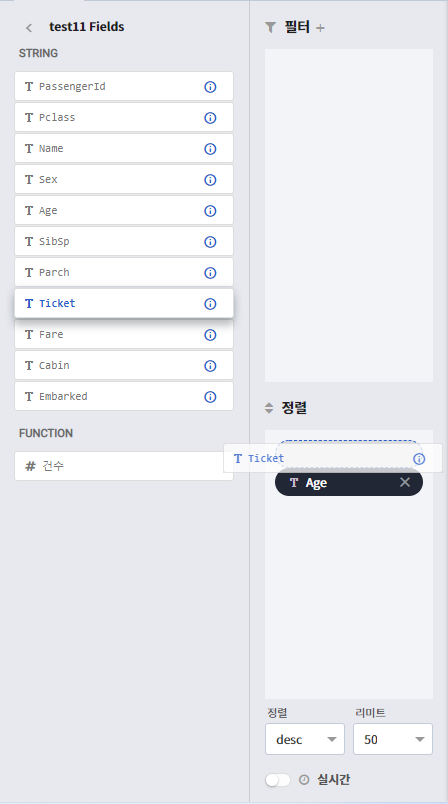 test11 Fields
STRING
T PassengerId
T Pclass
T Name
T Sex
T Age
T SibSp
T Parch
T Ticket
T Fare
T Cabin
T Embarked
FUNCTION
# 건수
필터 +
정렬
T Ticket
T Age
정렬 리미트
desc 50
실시간